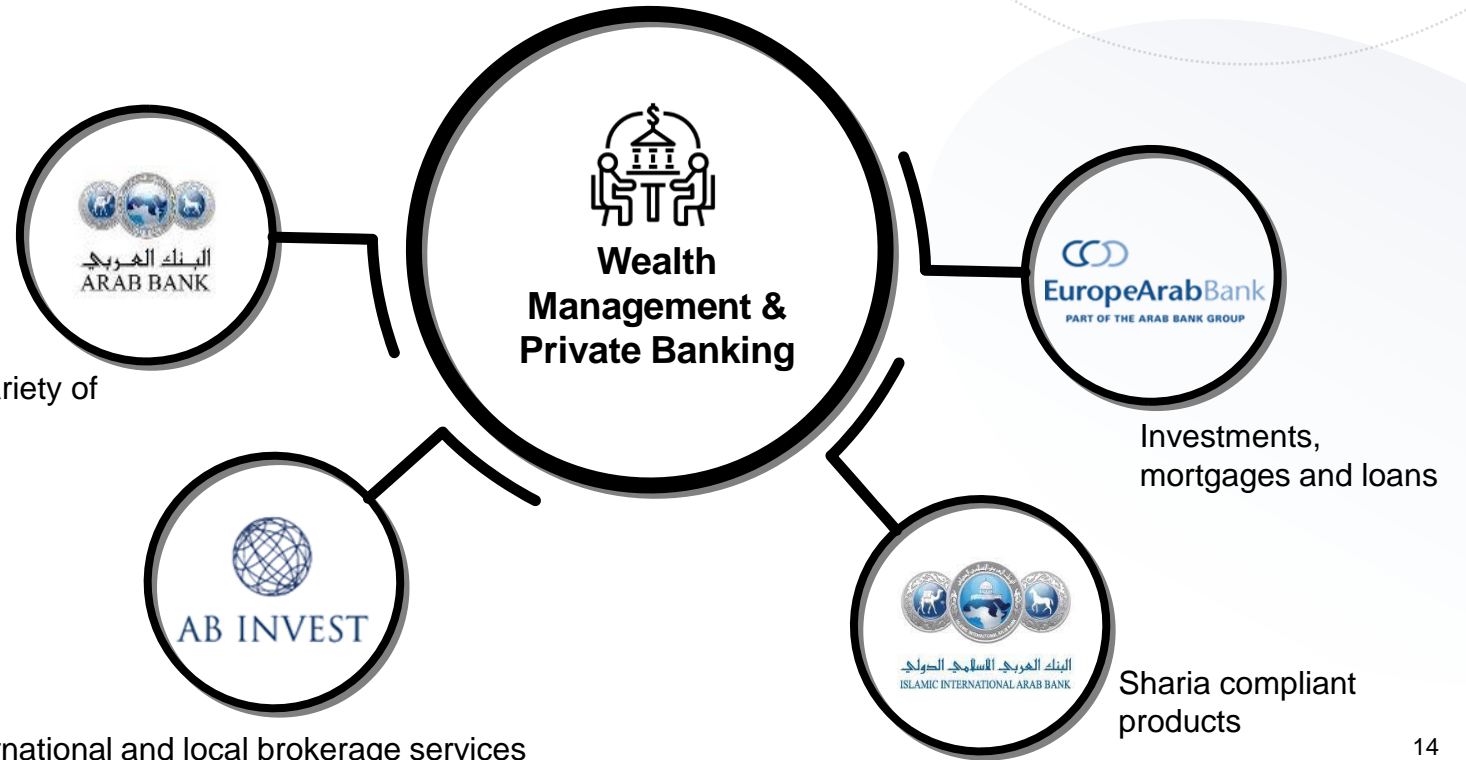 Wealth
Management &
Private Banking
البنك العربي
ARAB BANK
riety of
AB INVEST
rnational and local brokerage services
EuropeArabBank
PART OF THE ARAB BANK GROUP
Investments,
mortgages and loans
البنك العربي الاسلامي الدولي
ISLAMIC INTERNATIONAL ARAB BANK
Sharia compliant
products
14